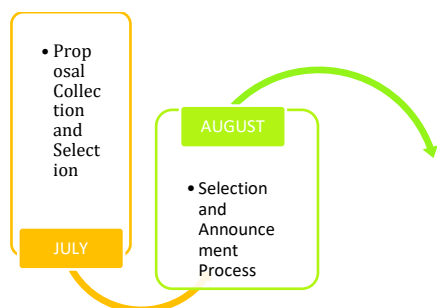 • Prop
osal
Collec
tion
and
Select
ion
JULY
AUGUST
• Selection
and
Announce
ment
Process